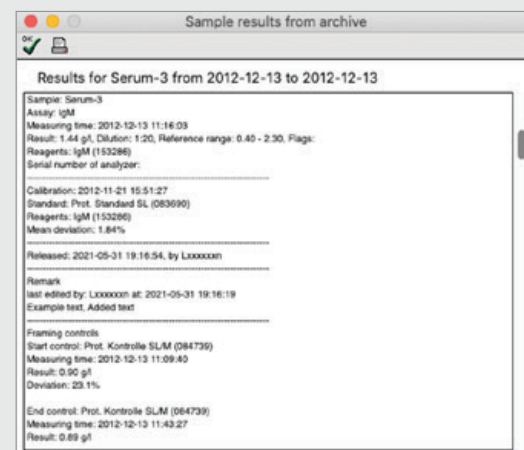 Sample results from archive
OK
Results for Serum-3 from 2012-12-13 to 2012-12-13
Sample: Serum-3
Assay: IgM
Measuring time: 2012-12-13 11:16:03
Result: 1.44 g/l, Dilution: 1:20, Reference range: 0.40 - 2.30, Flags:
Reagents: IgM (153286)
Serial number of analyzer:
Calibration: 2012-11-21 15:51:27
Standard: Prot. Standard SL (083690)
Reagents: IgM (153286)
Mean deviation: 1.84%
Released: 2021-05-31 19:16:54, by Lxxxxxxn
Remark
last edited by: Lxxxxxxn at: 2021-05-31 19:16:19
Example text, Added text
Framing controls
Start control: Prot. Kontrolle SL/M (084739)
Measuring time: 2012-12-13 11:09:40
Result: 0.90 g/l
Deviation: 23.1%
End control: Prot. Kontrolle SL/M (084739)
Measuring time: 2012-12-13 11:43:27
Result: 0.89 g/l